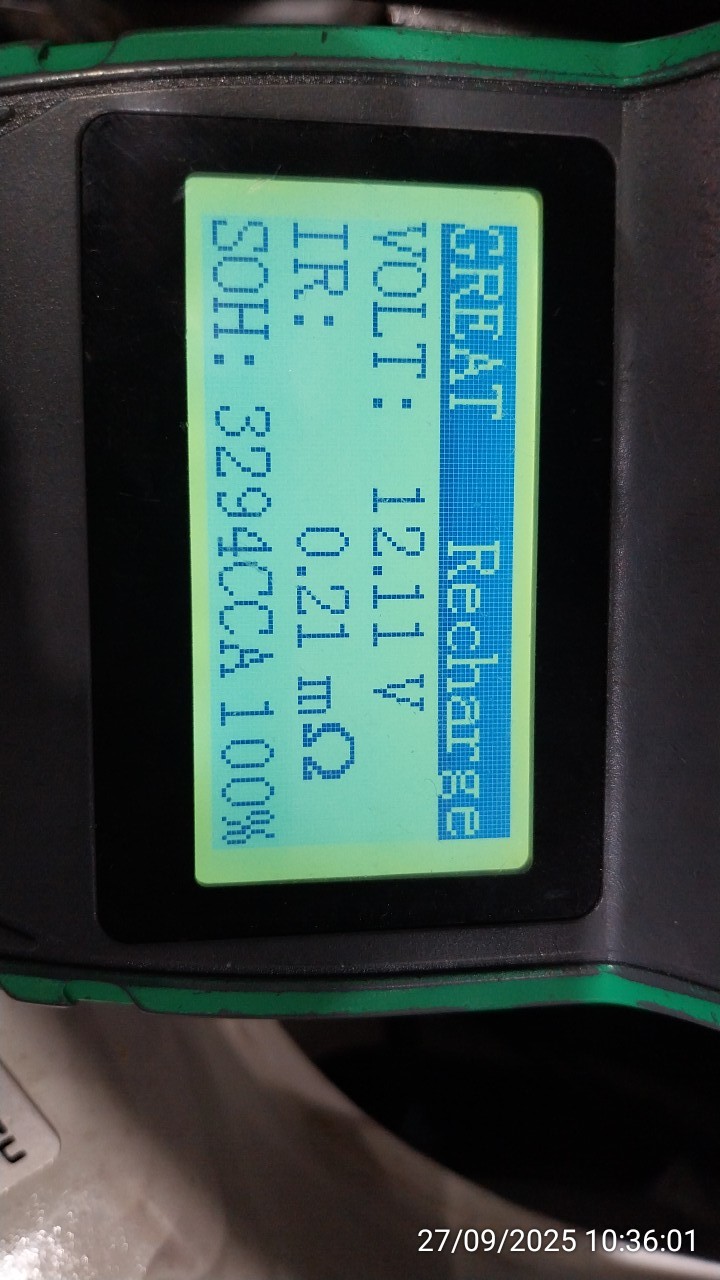 GREAT Recharge
VOLT: 12.11 V
IR: 0.21 mΩ
SOH: 3294CCA 100%
27/09/2025 10:36:01